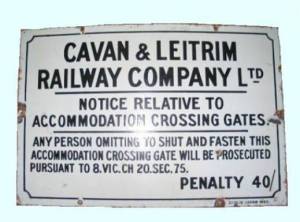 CAVAN & LEITRIM
RAILWAY COMPANY LTD
NOTICE RELATIVE TO
ACCOMMODATION CROSSING GATES.
ANY PERSON OMITTING TO SHUT AND FASTEN THIS
ACCOMMODATION CROSSING GATE WILL BE PROSECUTED
PURSUANT TO 8.VIC.CH 20.SEC, 75.
PENALTY 40/